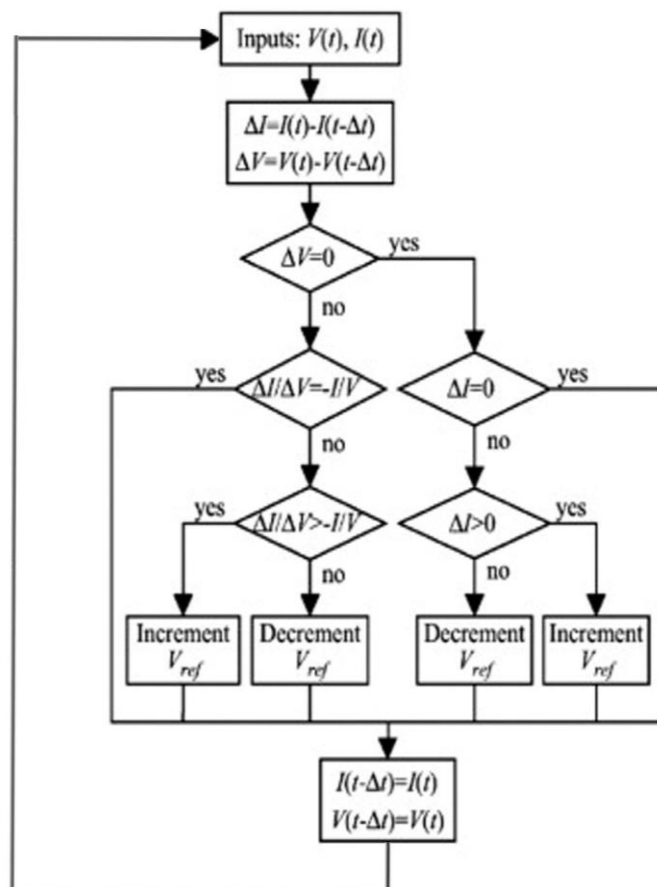 Inputs: V(t), I(t)
ΔI=I(t)-I(t-Δt)
ΔV=V(t)-V(t-Δt)
ΔV=0
yes
no
yes
ΔI/ΔV=-I/V
ΔI=0
yes
no
no
yes
ΔI/ΔV>-I/V
ΔI>0
yes
no
no
Increment
Vref
Decrement
Vref
Decrement
Vref
Increment
Vref
I(t-Δt)=I(t)
V(t-Δt)=V(t)